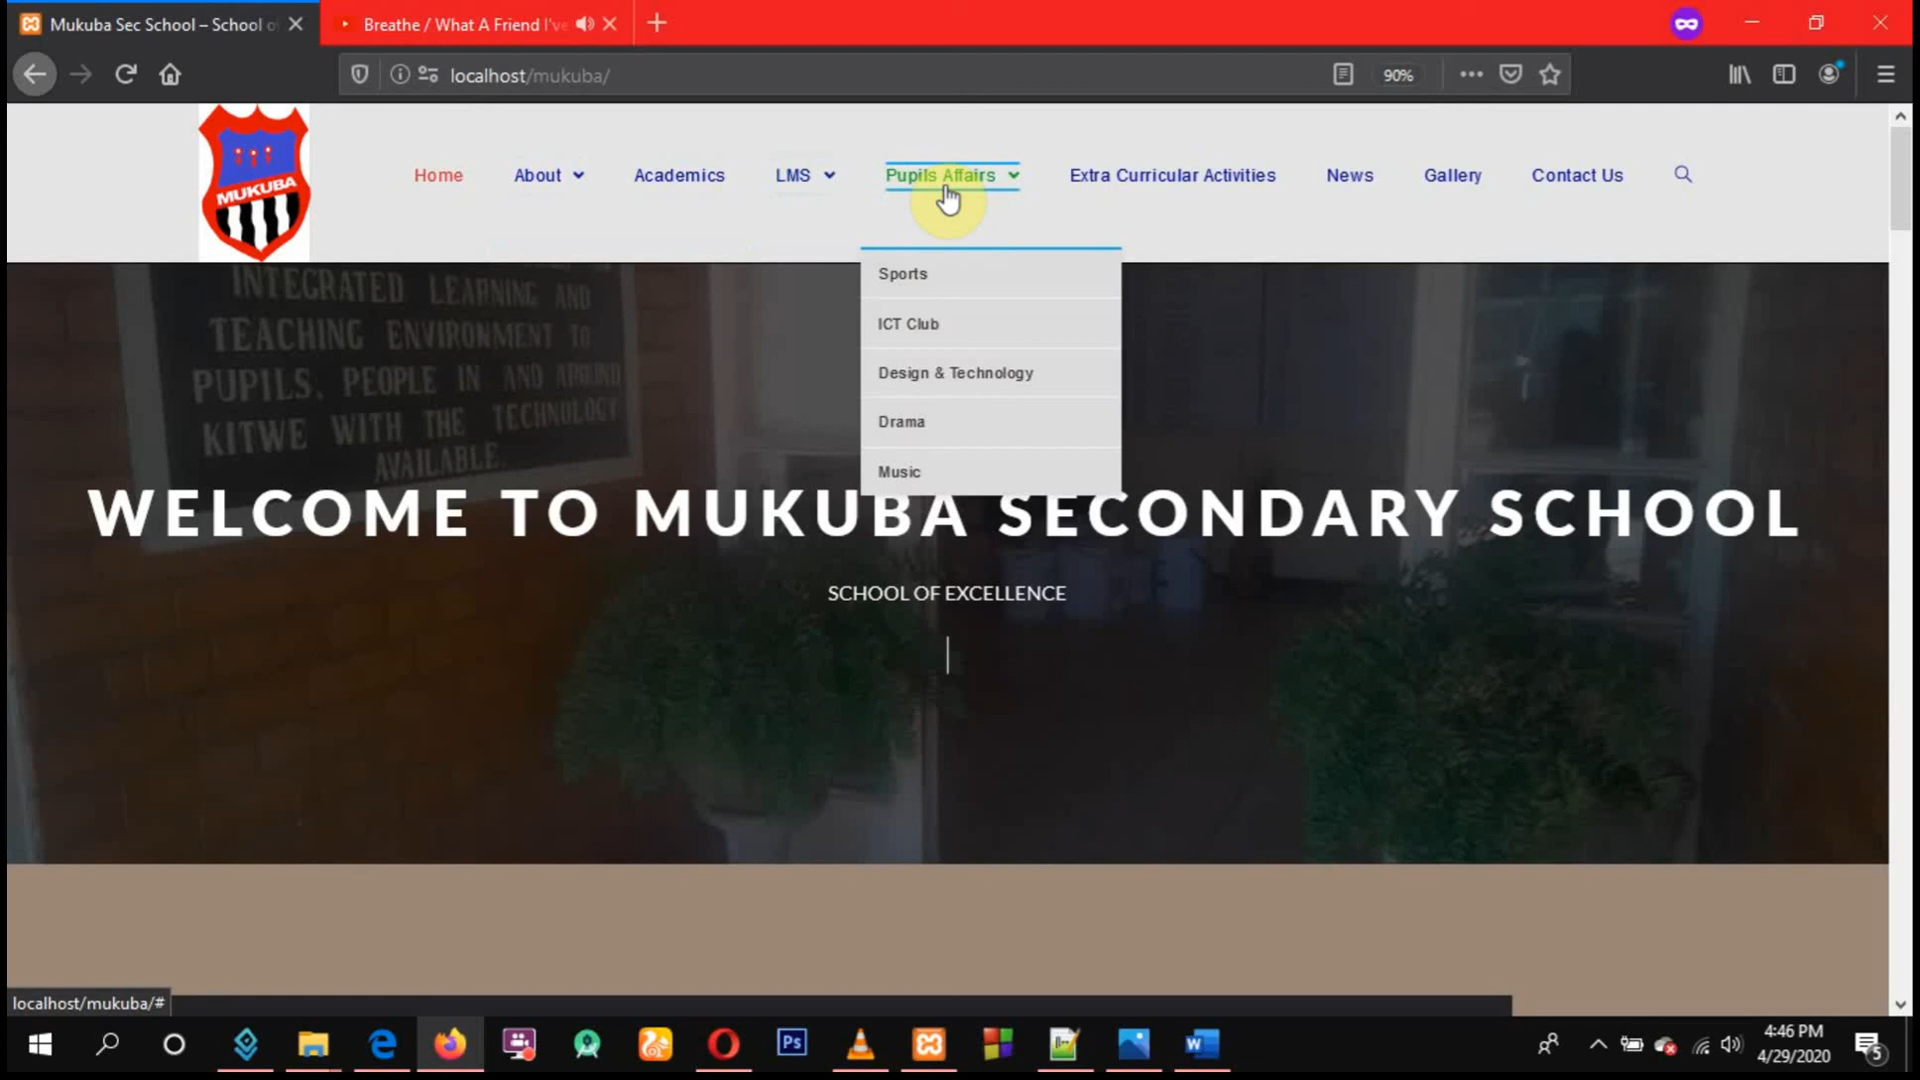 Mukuba Sec School – School o
Breathe / What A Friend I've
localhost/mukuba/
90%
MUKUBA
Home
About
Academics
LMS
Pupils Affairs
Extra Curricular Activities
News
Gallery
Contact Us
Sports
ICT Club
Design & Technology
Drama
Music
INTEGRATED LEARNING AND
TEACHING ENVIRONMENT TO
PUPILS, PEOPLE IN AND AROUND
KITWE WITH THE TECHNOLOGY
AVAILABLE.
WELCOME TO MUKUBA SECONDARY SCHOOL
SCHOOL OF EXCELLENCE
localhost/mukuba/#
Ps
W
4:46 PM
4/29/2020
5